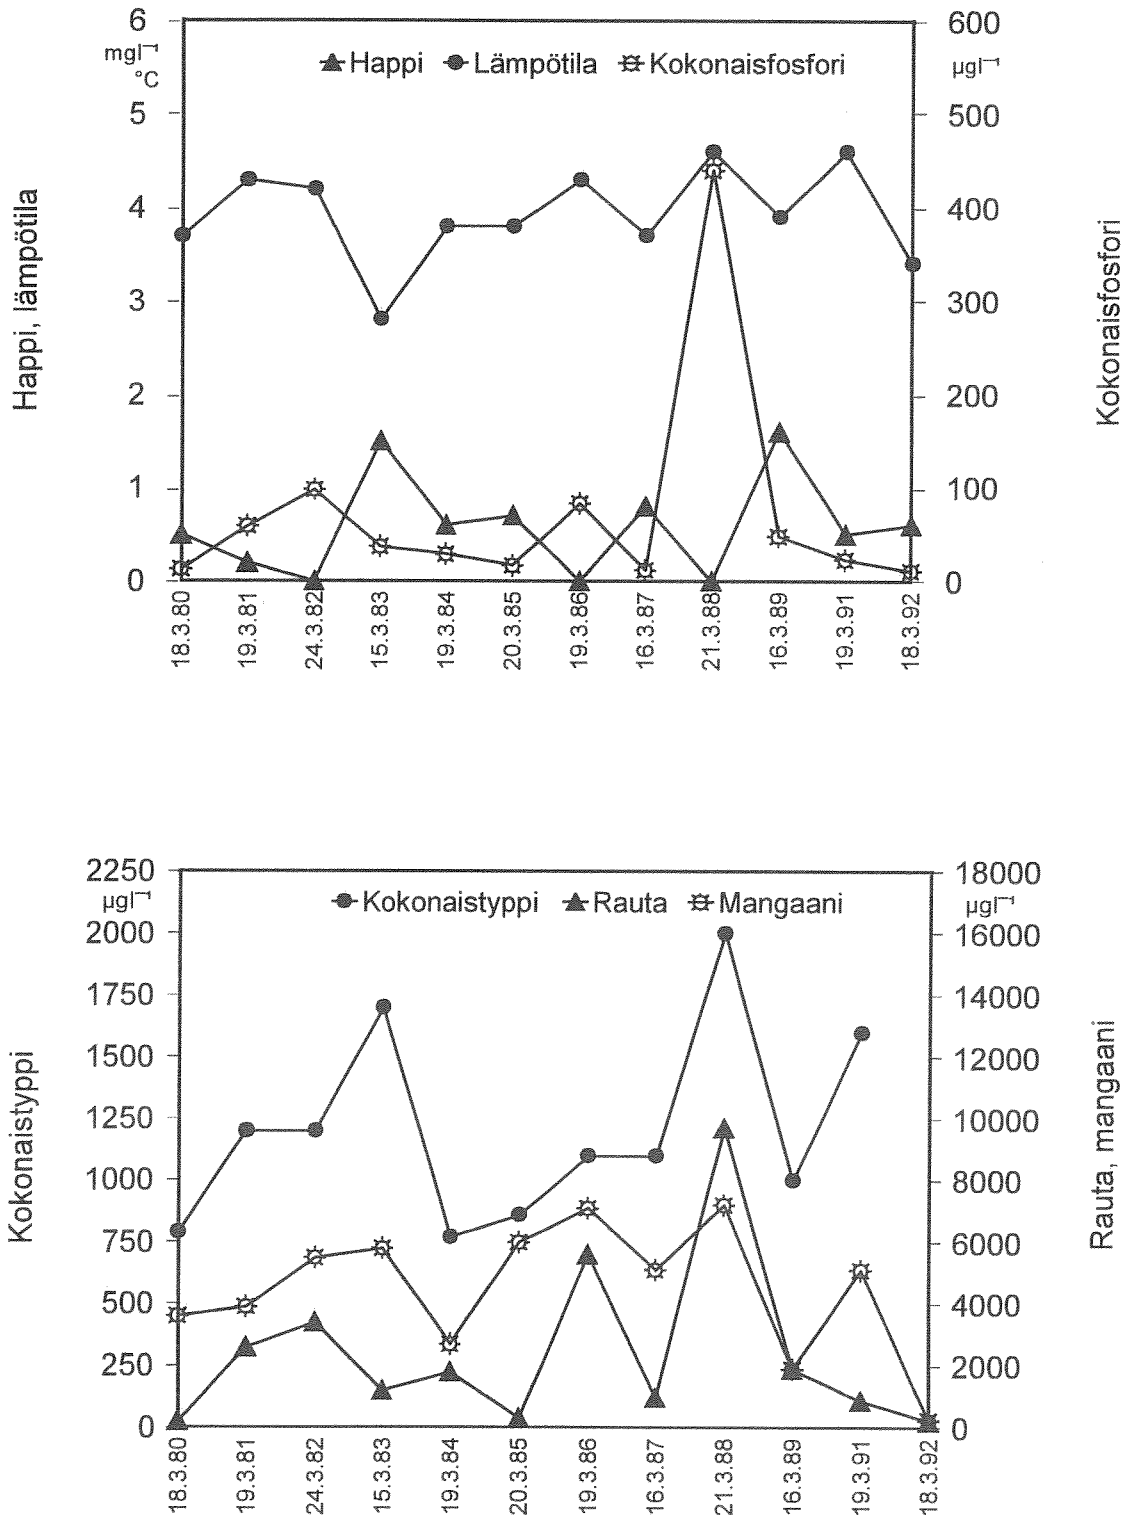 6 600
mgl⁻¹ µgl⁻¹
°C
Happi Lämpötila Kokonaisfosfori
5 500
4 400
3 300
2 200
1 100
0 0
Happi, lämpötila
Kokonaisfosfori
18.3.80 19.3.81 24.3.82 15.3.83 19.3.84 20.3.85 19.3.86 16.3.87 21.3.88 16.3.89 19.3.91 18.3.92
2250 18000
µgl⁻¹ µgl⁻¹
Kokonaistyppi Rauta Mangaani
2000 16000
1750 14000
1500 12000
1250 10000
1000 8000
750 6000
500 4000
250 2000
0 0
Kokonaistyppi
Rauta, mangaani
18.3.80 19.3.81 24.3.82 15.3.83 19.3.84 20.3.85 19.3.86 16.3.87 21.3.88 16.3.89 19.3.91 18.3.92